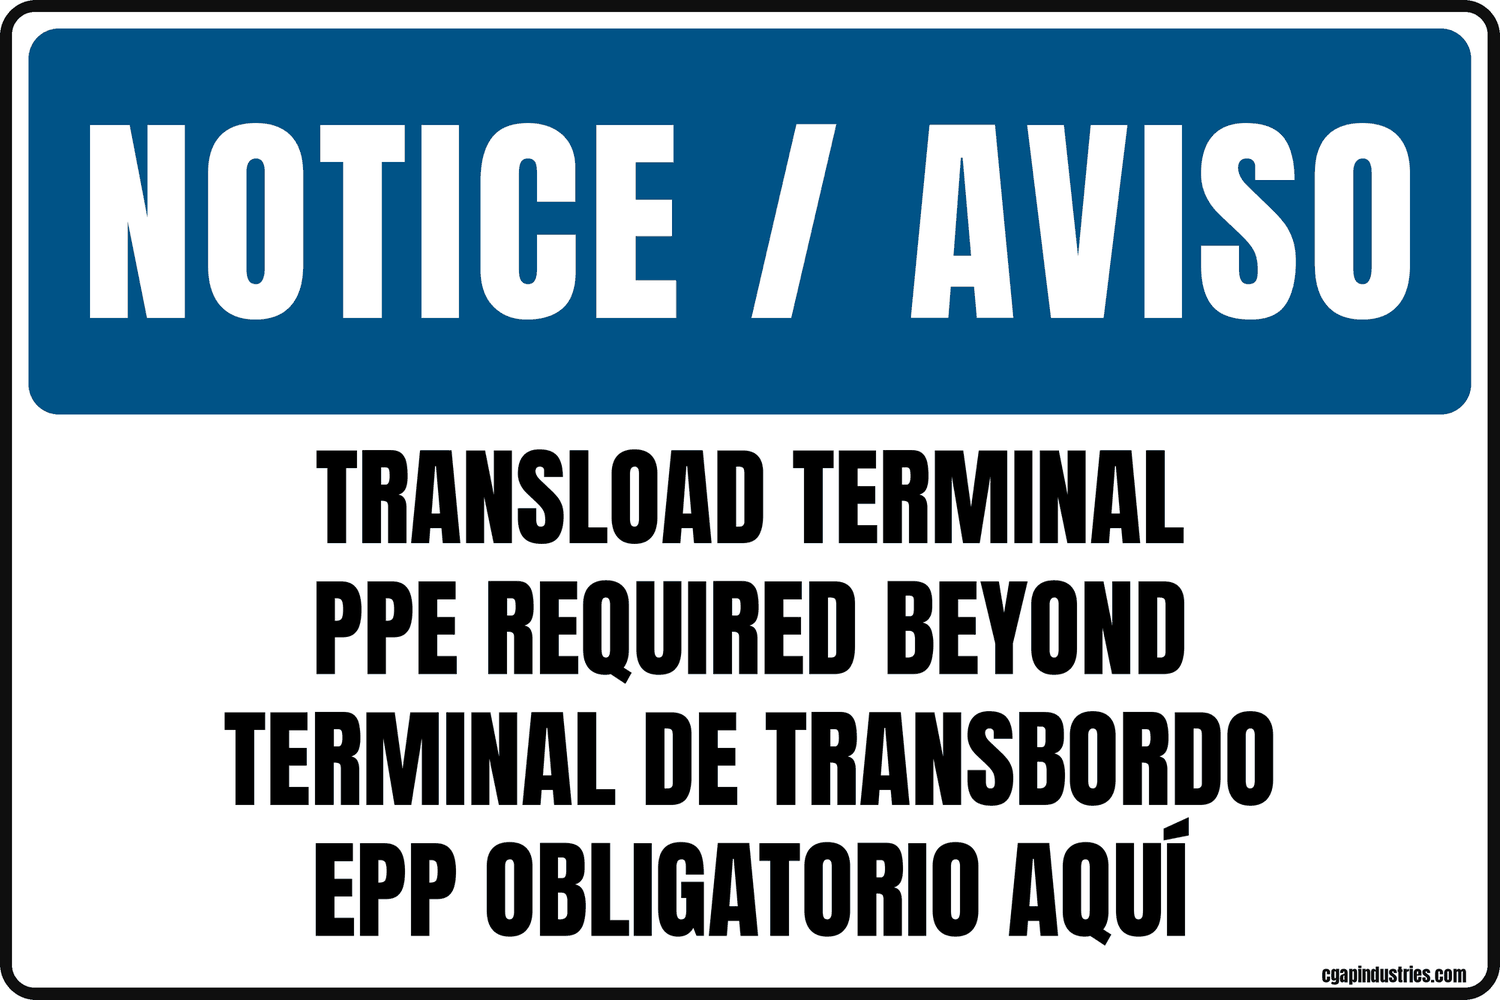 NOTICE / AVISO
TRANSLOAD TERMINAL
PPE REQUIRED BEYOND
TERMINAL DE TRANSBORDO
EPP OBLIGATORIO AQUÍ
cgapindustries.com